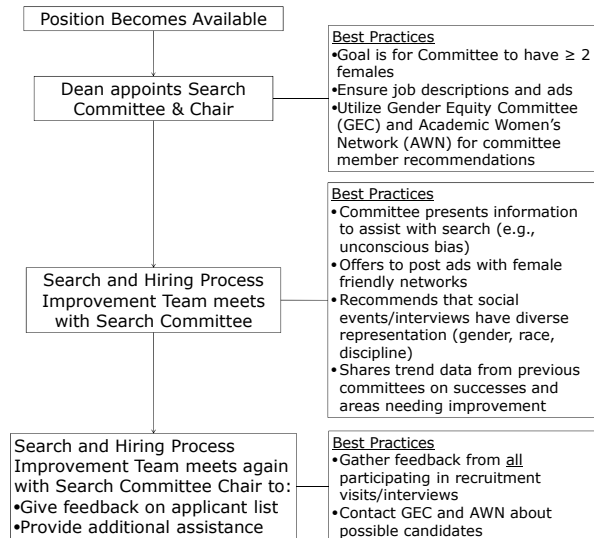 Position Becomes Available
Dean appoints Search
Committee & Chair
Best Practices
•Goal is for Committee to have ≥ 2
females
•Ensure job descriptions and ads
•Utilize Gender Equity Committee
(GEC) and Academic Women's
Network (AWN) for committee
member recommendations
Search and Hiring Process
Improvement Team meets
with Search Committee
Best Practices
•Committee presents information
to assist with search (e.g.,
unconscious bias)
•Offers to post ads with female
friendly networks
•Recommends that social
events/interviews have diverse
representation (gender, race,
discipline)
•Shares trend data from previous
committees on successes and
areas needing improvement
Search and Hiring Process
Improvement Team meets again
with Search Committee Chair to:
•Give feedback on applicant list
•Provide additional assistance
Best Practices
•Gather feedback from all
participating in recruitment
visits/interviews
•Contact GEC and AWN about
possible candidates